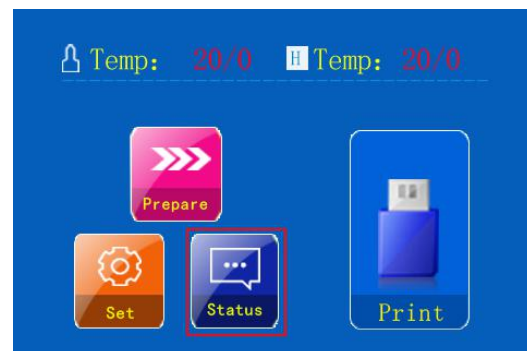 Temp: 20/0 H Temp: 20/0
Prepare
Set
Status
Print